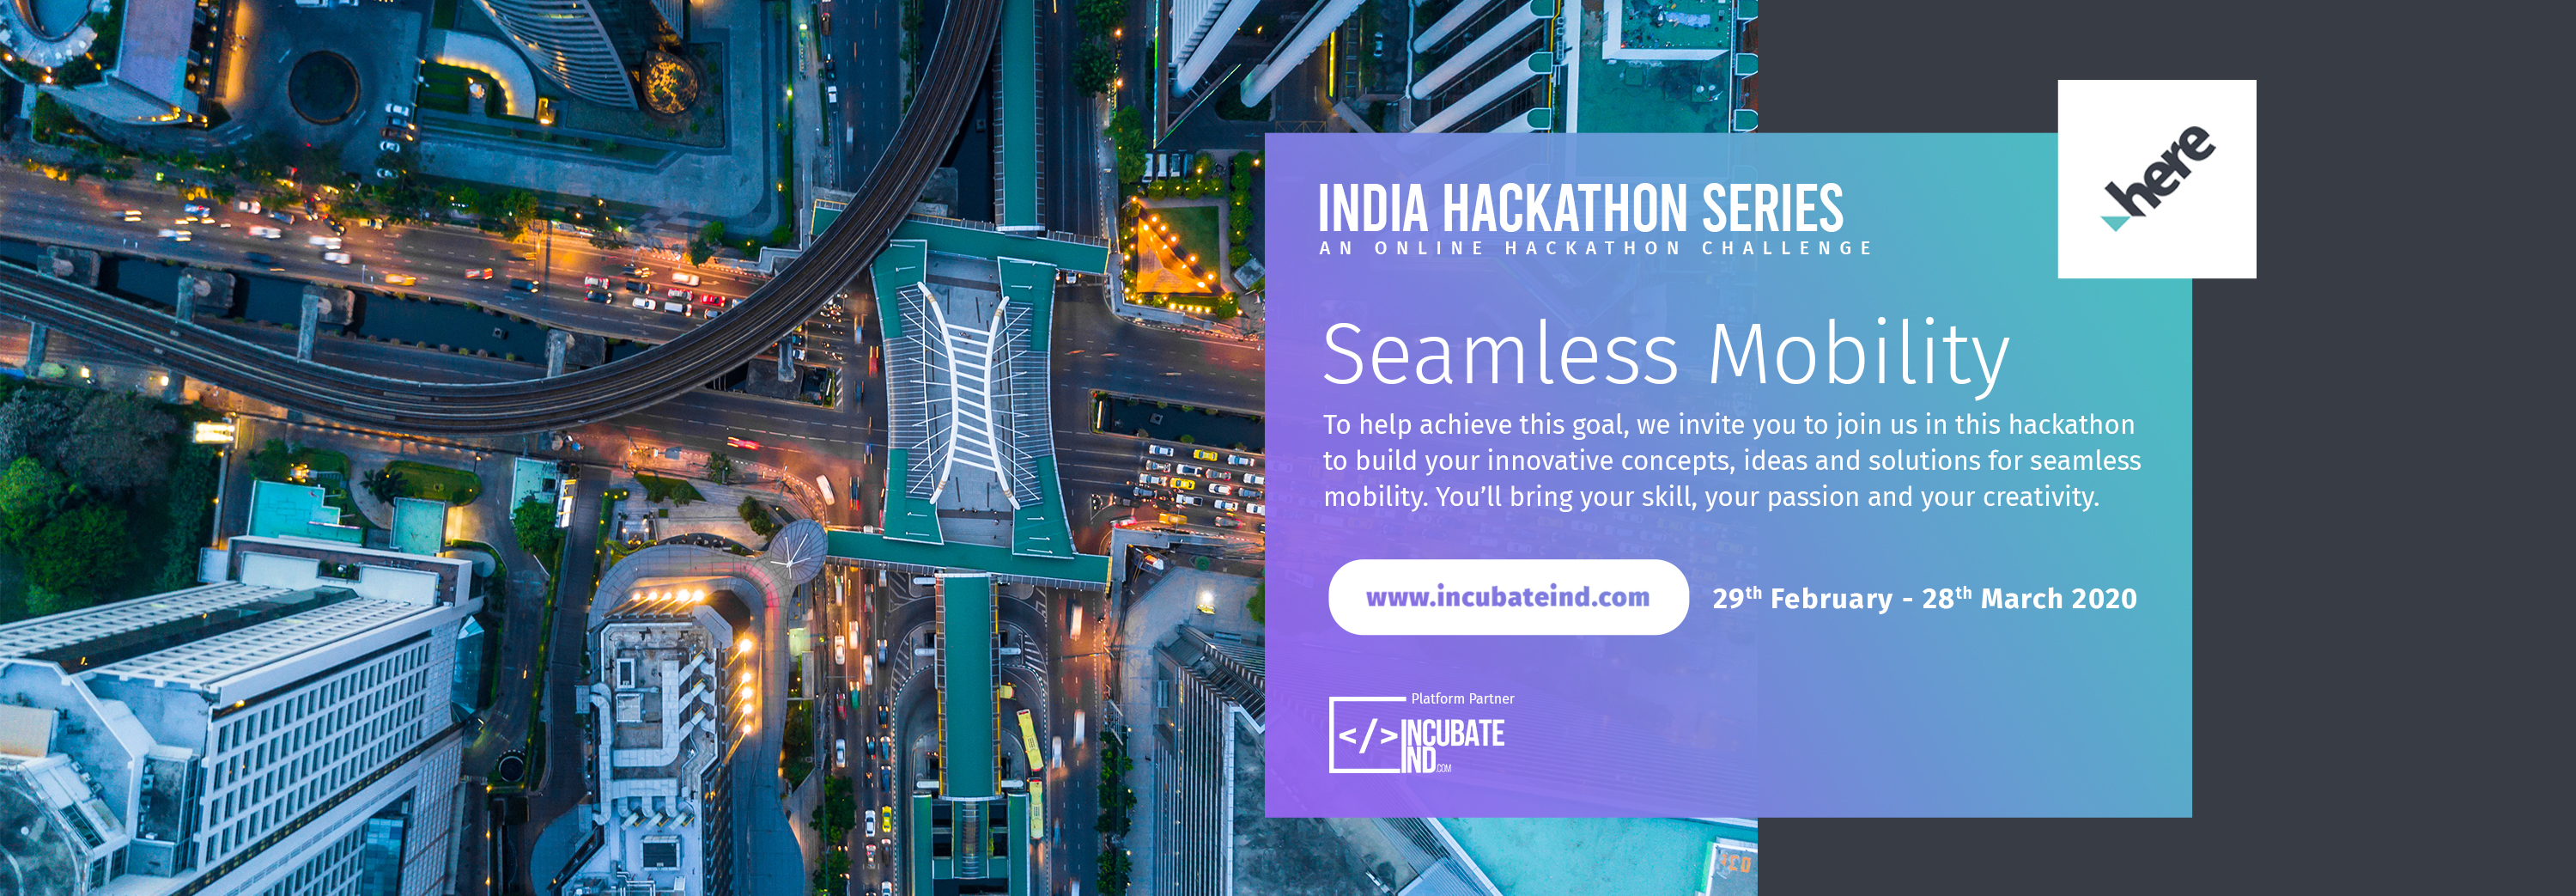 here
INDIA HACKATHON SERIES
AN ONLINE HACKATHON CHALLENGE
Seamless Mobility
To help achieve this goal, we invite you to join us in this hackathon
to build your innovative concepts, ideas and solutions for seamless
mobility. You’ll bring your skill, your passion and your creativity.
www.incubateind.com
29th February - 28th March 2020
Platform Partner
</>INCUBATE
IND.COM